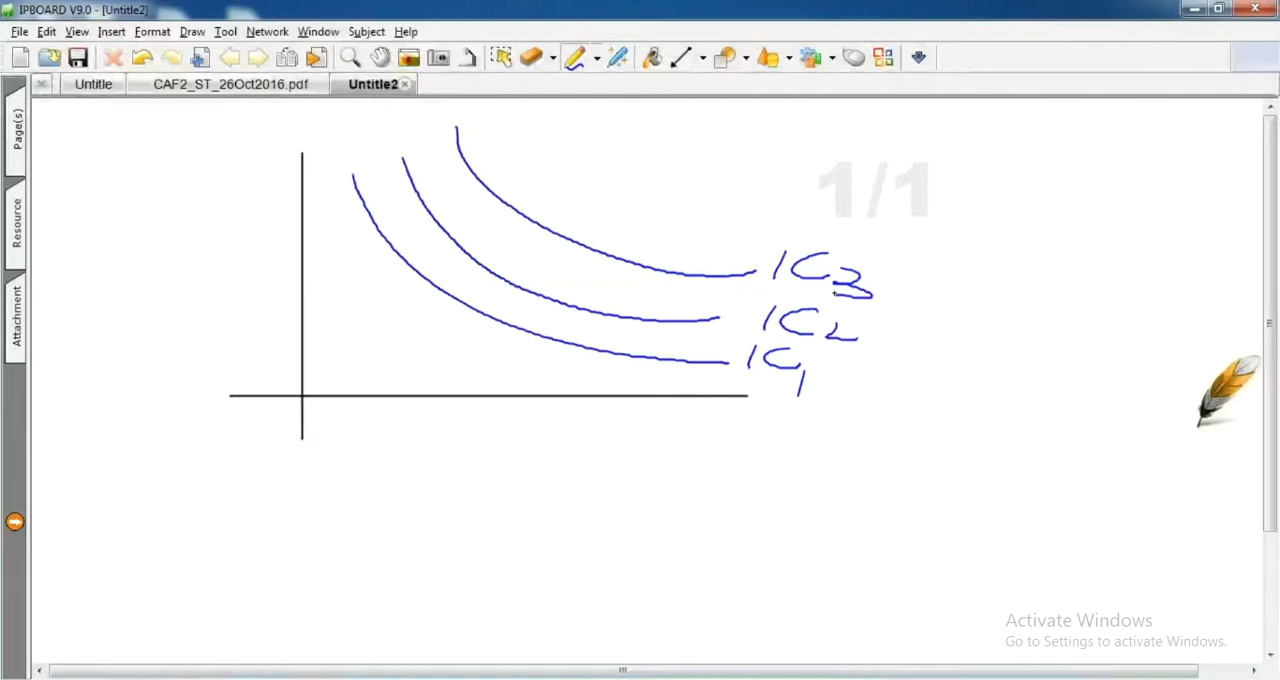 IPBOARD V9.0 - [Untitle2]
File Edit View Insert Format Draw Tool Network Window Subject Help
Untitle CAF2_ST_26Oct2016.pdf Untitle2
Page(s)
Resource
Attachment
1/1
IC3
IC2
IC1
Activate Windows
Go to Settings to activate Windows.